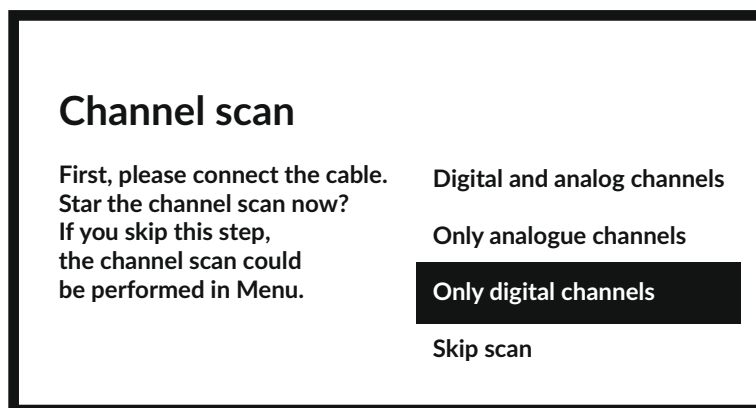 Channel scan
First, please connect the cable.
Star the channel scan now?
If you skip this step,
the channel scan could
be performed in Menu.
Digital and analog channels
Only analogue channels
Only digital channels
Skip scan